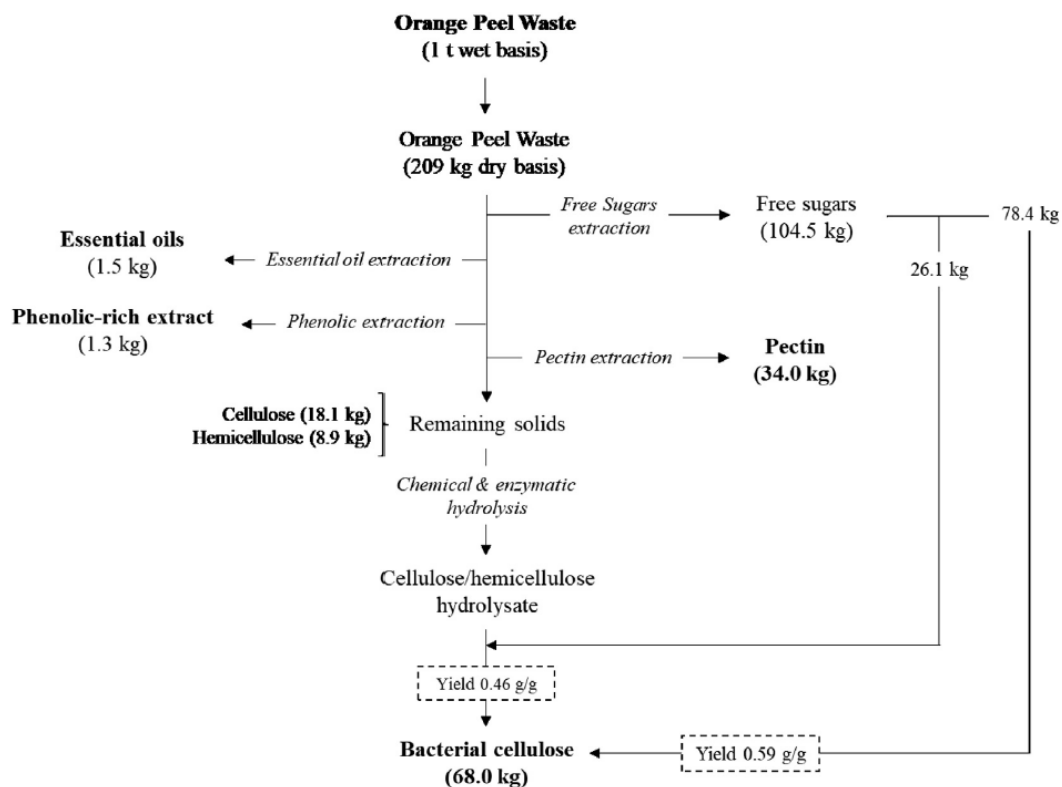 Orange Peel Waste
(1 t wet basis)
Orange Peel Waste
(209 kg dry basis)
Free Sugars
extraction
Free sugars
(104.5 kg)
78.4 kg
26.1 kg
Essential oils
(1.5 kg)
Essential oil extraction
Phenolic-rich extract
(1.3 kg)
Phenolic extraction
Pectin extraction
Pectin
(34.0 kg)
Cellulose (18.1 kg)
Hemicellulose (8.9 kg)
Remaining solids
Chemical & enzymatic
hydrolysis
Cellulose/hemicellulose
hydrolysate
Yield 0.46 g/g
Bacterial cellulose
(68.0 kg)
Yield 0.59 g/g